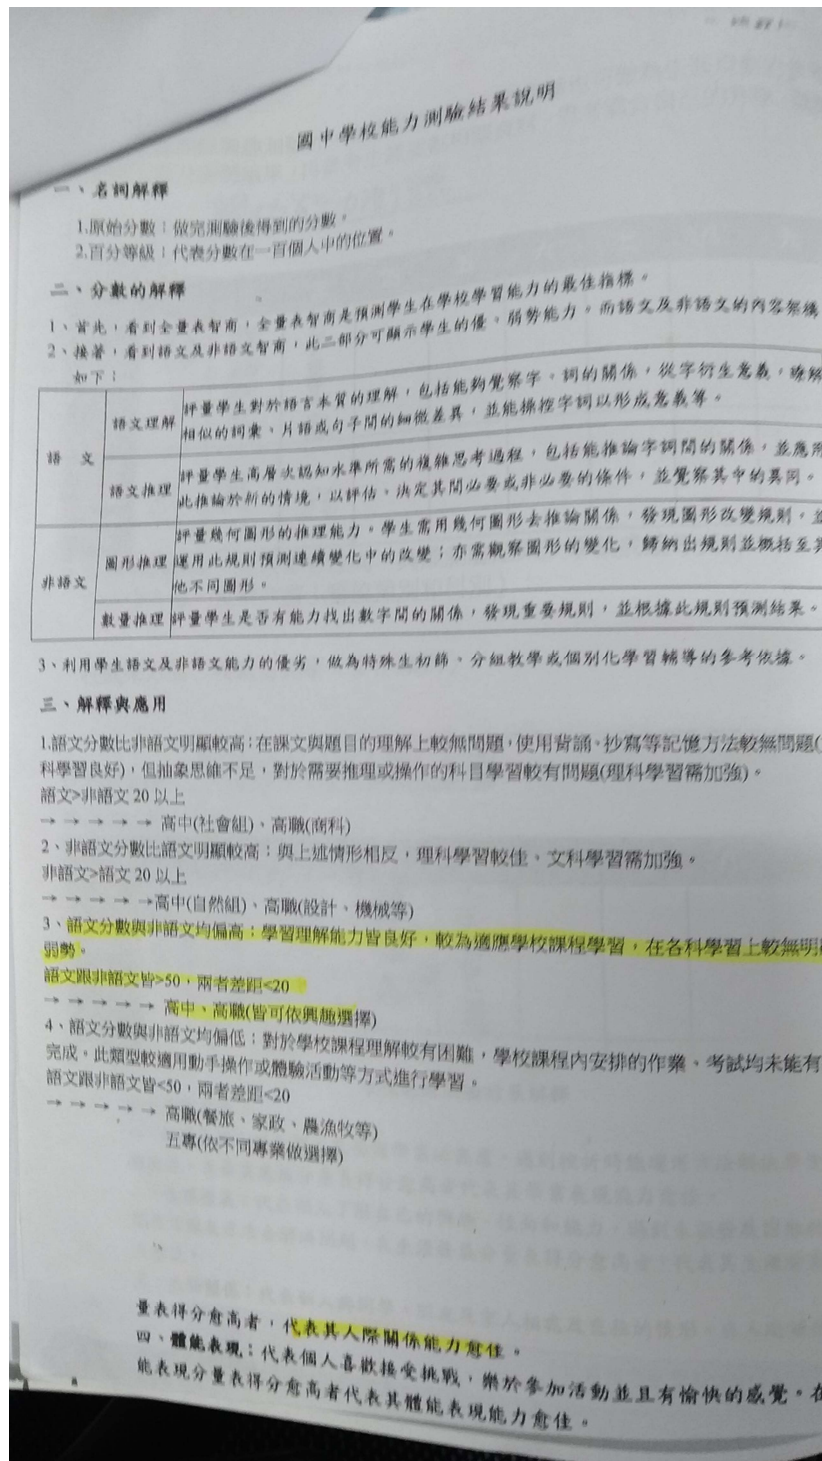 國中學校能力測驗結果說明
一、名詞解釋
1.原始分數：做完測驗後得到的分數。
2.百分等級：代表分數在一百個人中的位置。
二、分數的解釋
1、首先，看到全量表智商，全量表智商是預測學生在學校學習能力的最佳指標。
2、接著，看到語文及非語文智商，此二部分可顯示學生的優、弱勢能力。而語文及非語文的內容架構
如下：
語 文
語文理解
評量學生對於語言本質的理解，包括能夠覺察字、詞的關係，從字衍生意義，瞭解
相似的詞彙、片語或句子間的細微差異，並能操控字詞以形成意義等。
語文推理
評量學生高層次認知水準所需的複雜思考過程，包括能推論字詞間的關係，並應用
此推論於新的情境，以評估、決定其間必要或非必要的條件，並覺察其中的異同。
非語文
圖形推理
評量幾何圖形的推理能力。學生需用幾何圖形去推論關係，發現圖形改變規則，並
運用此規則預測連續變化中的改變；亦需觀察圖形的變化，歸納出規則並概括至其
他不同圖形。
數量推理
評量學生是否有能力找出數字間的關係，發現重要規則，並根據此規則預測結果。
3、利用學生語文及非語文能力的優劣，做為特殊生初篩、分組教學或個別化學習輔導的參考依據。
三、解釋與應用
1.語文分數比非語文明顯較高：在課文與題目的理解上較無問題，使用背誦、抄寫等記憶方法較無問題(
科學習良好)，但抽象思維不足，對於需要推理或操作的科目學習較有問題(理科學習需加強)。
語文>非語文 20 以上
→ → → → → 高中(社會組)、高職(商科)
2、非語文分數比語文明顯較高：與上述情形相反，理科學習較佳、文科學習需加強。
非語文>語文 20 以上
→ → → → →高中(自然組)、高職(設計、機械等)
3、語文分數與非語文均偏高：學習理解能力皆良好，較為適應學校課程學習，在各科學習上較無明
弱勢。
語文跟非語文皆>50，兩者差距<20
→ → → → → 高中、高職(皆可依興趣選擇)
4、語文分數與非語文均偏低：對於學校課程理解較有困難，學校課程內安排的作業、考試均未能有
完成。此類型較適用動手操作或體驗活動等方式進行學習。
語文跟非語文皆<50，兩者差距<20
→ → → → → 高職(餐旅、家政、農漁牧等)
五專(依不同專業做選擇)
量表得分愈高者，代表其人際關係能力愈佳。
四、體能表現：代表個人喜歡接受挑戰，樂於參加活動並且有愉快的感覺。在
能表現分量表得分愈高者代表其體能表現能力愈佳。